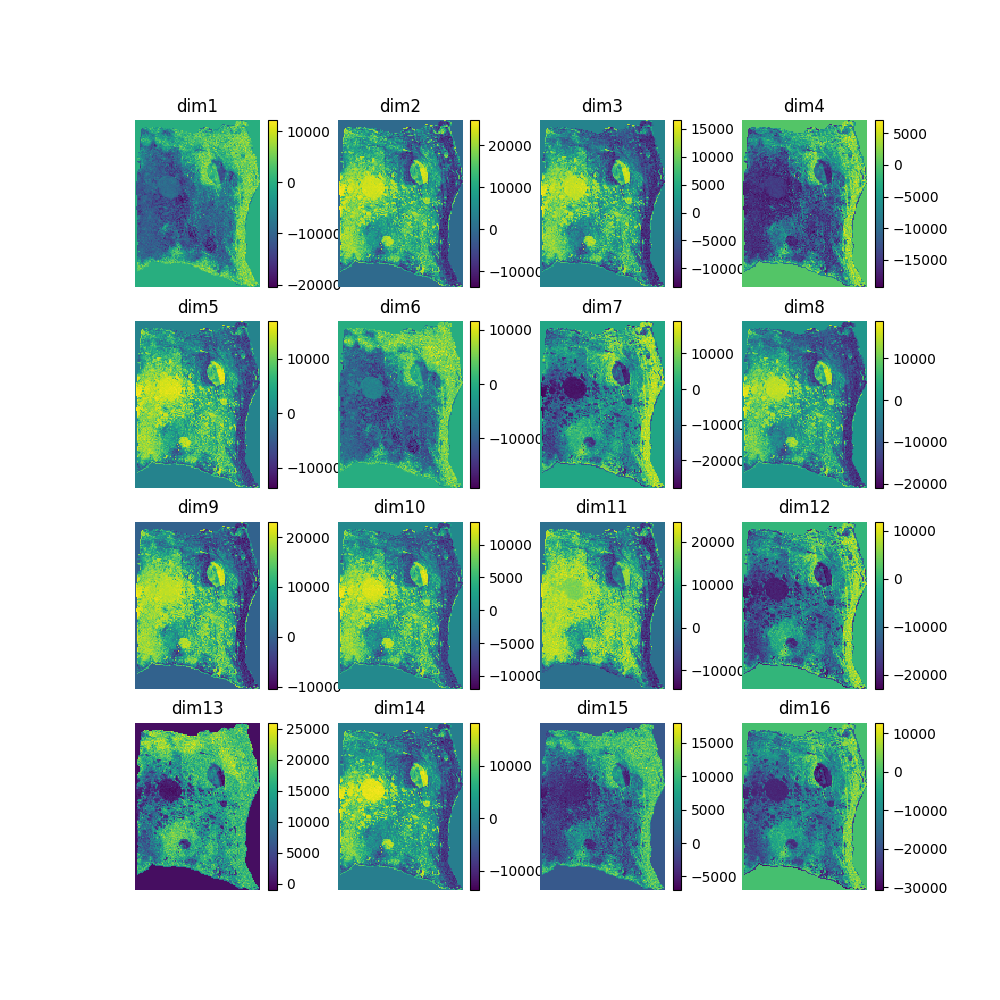 dim1 dim2 dim3 dim4
10000 0 −10000 −20000
20000 10000 0 −10000
15000 10000 5000 0 −5000 −10000
5000 0 −5000 −10000 −15000
dim5 dim6 dim7 dim8
10000 0 −10000
10000 0 −10000
10000 0 −10000 −20000
10000 0 −10000 −20000
dim9 dim10 dim11 dim12
20000 10000 0 −10000
10000 5000 0 −5000 −10000
20000 10000 0 −10000
10000 0 −10000 −20000
dim13 dim14 dim15 dim16
25000 20000 15000 10000 5000 0
10000 0 −10000
15000 10000 5000 0 −5000
10000 0 −10000 −20000 −30000